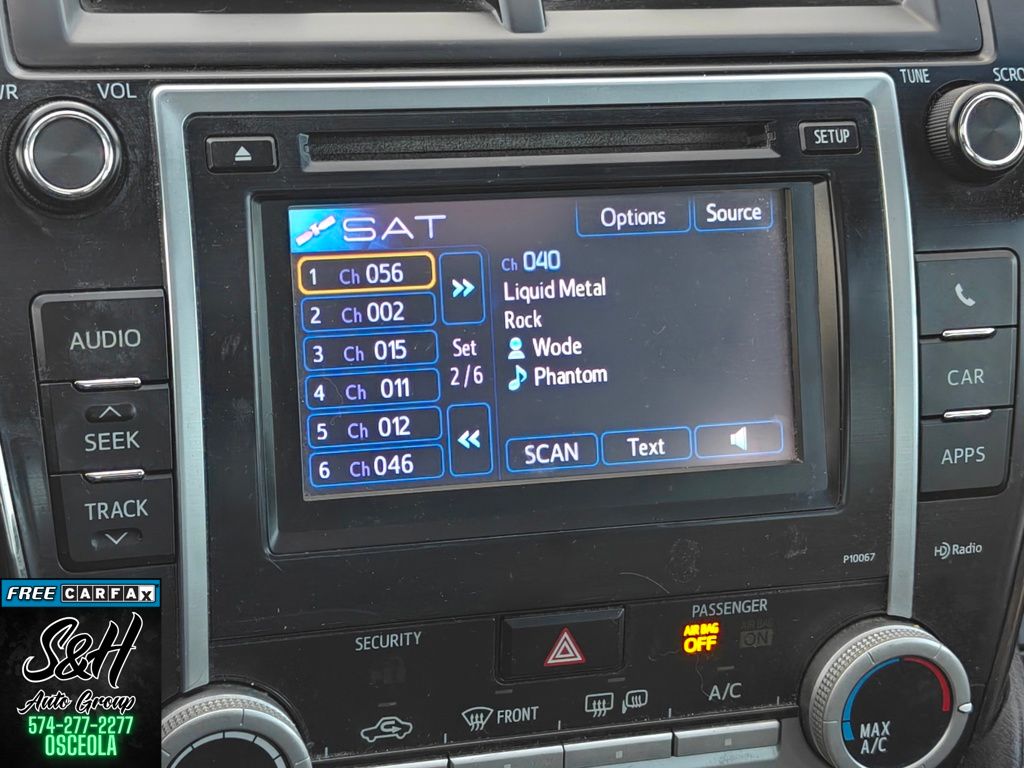 VOL
TUNE
SETUP
SAT
Options
Source
1 Ch 056
2 Ch 002
3 Ch 015
4 Ch 011
5 Ch 012
6 Ch 046
Set
2/6
Ch 040
Liquid Metal
Rock
Wode
Phantom
SCAN
Text
AUDIO
SEEK
TRACK
CAR
APPS
P10067
HD Radio
SECURITY
PASSENGER
AIR BAG
OFF
AIR BAG
ON
A/C
FRONT
MAX
A/C
FREE CARFAX
S&H
Auto Group
574-277-2277
OSCEOLA